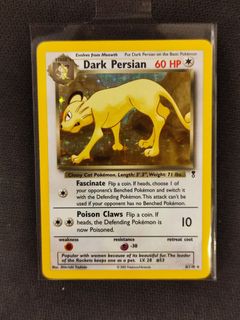 Evolves from Meowth Put Dark Persian on the Basic Pokémon
Dark Persian 60 HP
Classy Cat Pokémon. Length: 3' 3", Weight: 71 lbs.
Fascinate Flip a coin. If heads, choose 1 of
your opponent's Benched Pokémon and switch
it with the Defending Pokémon. This attack can't
be used if your opponent has no Benched Pokémon.
Poison Claws Flip a coin. If
heads, the Defending Pokémon is
now Poisoned.
weakness resistance retreat cost
-30
Popular with women because of its beautiful fur. The leader
of the Rockets keeps one as a pet. LV. 28 #53